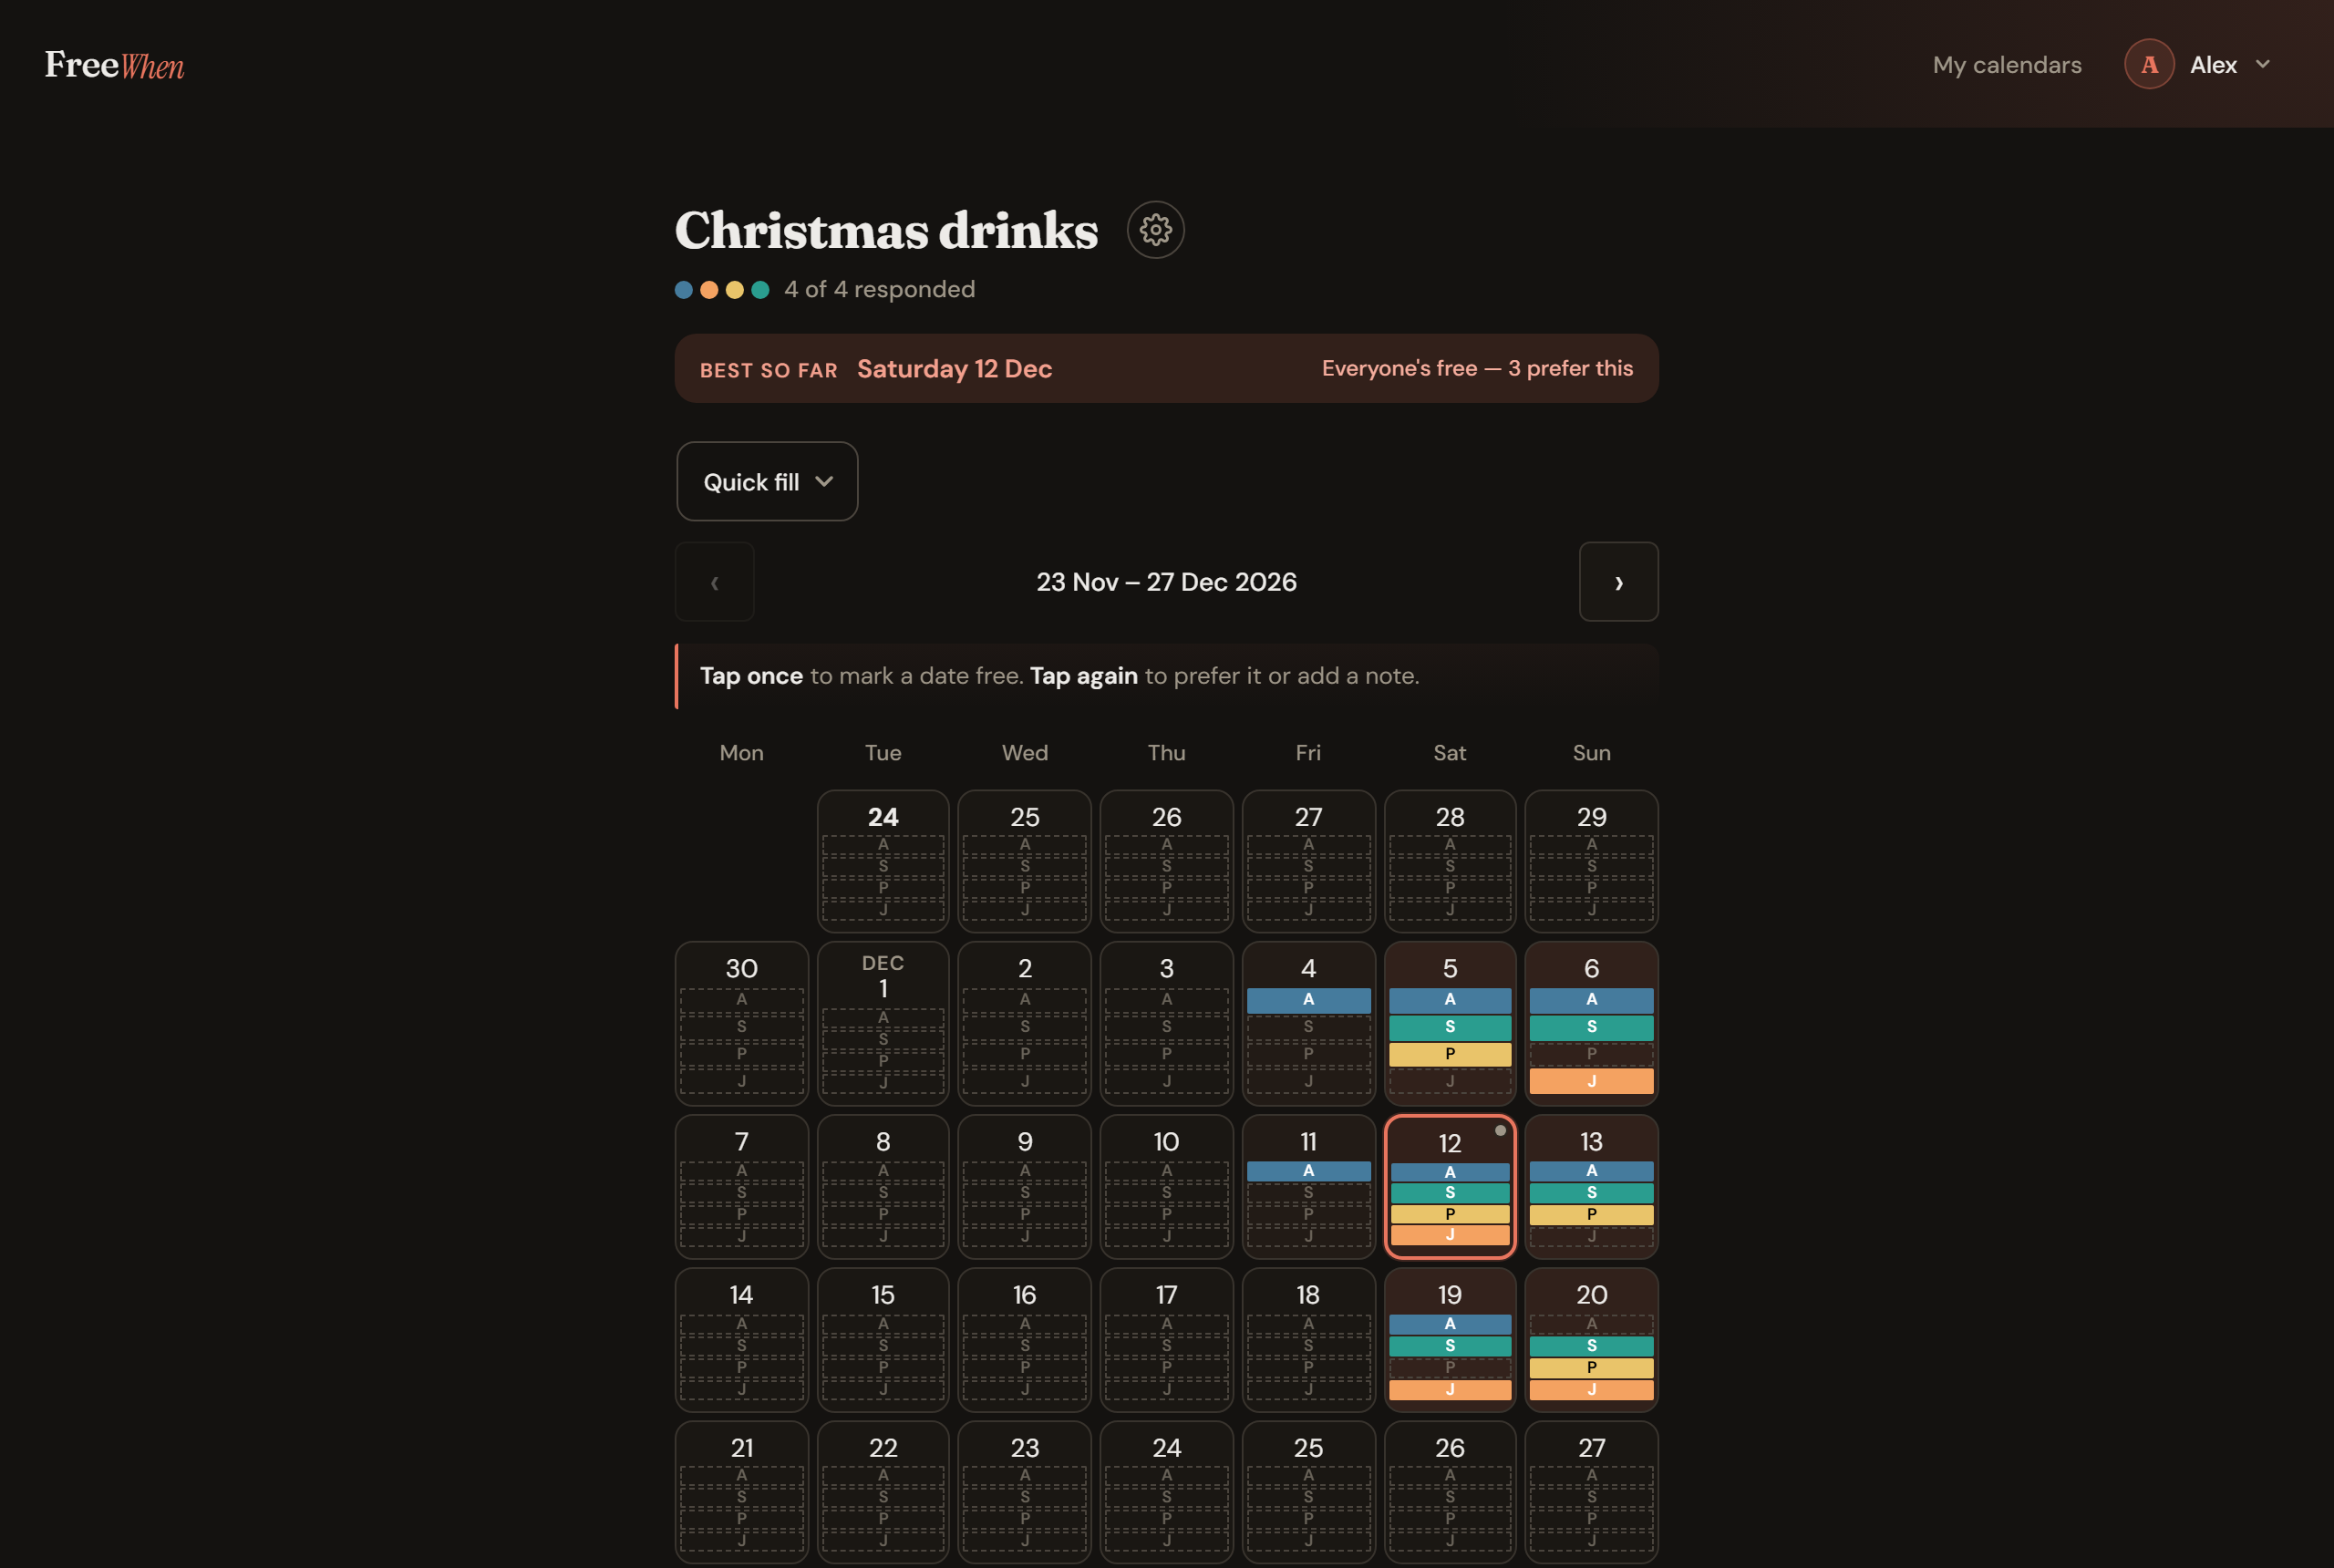 FreeWhen
My calendars
A
Alex
Christmas drinks
4 of 4 responded
BEST SO FAR Saturday 12 Dec
Everyone's free — 3 prefer this
Quick fill
‹
23 Nov – 27 Dec 2026
›
Tap once to mark a date free. Tap again to prefer it or add a note.
Mon Tue Wed Thu Fri Sat Sun
24 25 26 27 28 29
A A A A A A
S S S S S S
P P P P P P
J J J J J J
DEC
30 1 2 3 4 5 6
A A A A A A A
S S S S S S S
P P P P P P P
J J J J J J J
7 8 9 10 11 12 13
A A A A A A A
S S S S S S S
P P P P P P P
J J J J J J J
14 15 16 17 18 19 20
A A A A A A A
S S S S S S S
P P P P P P P
J J J J J J J
21 22 23 24 25 26 27
A A A A A A A
S S S S S S S
P P P P P P P
J J J J J J J